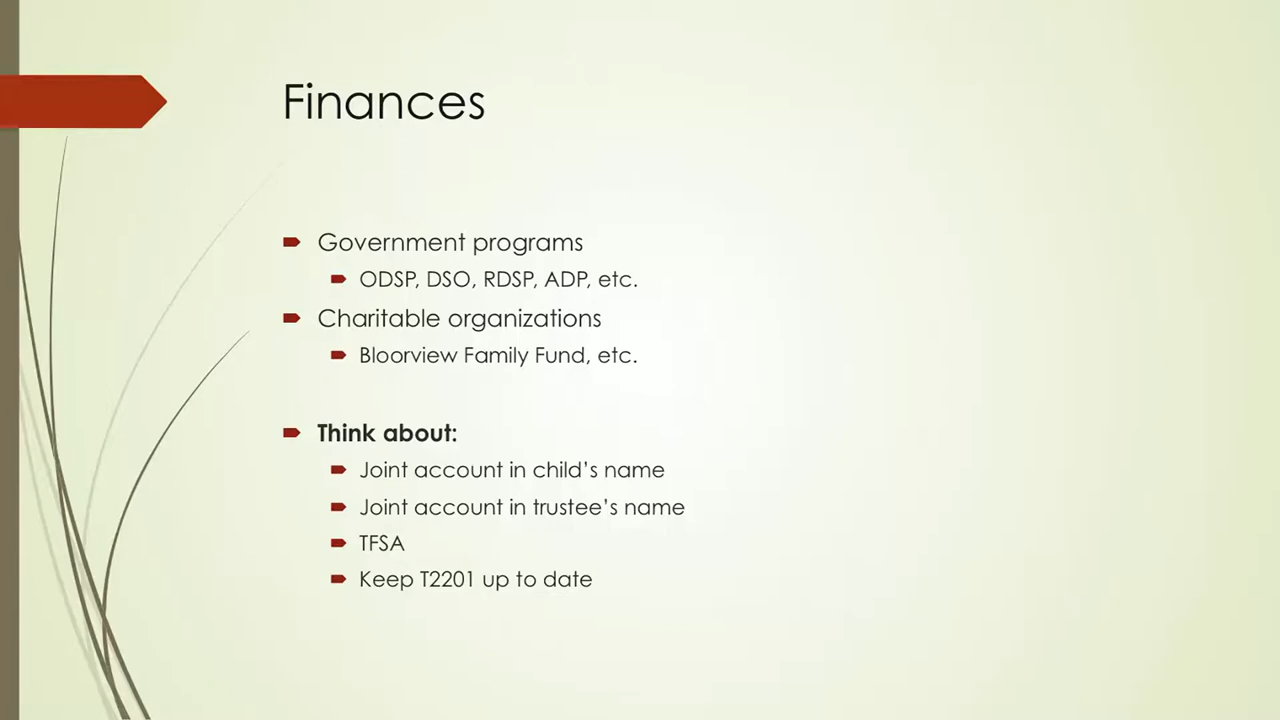 Finances
Government programs
ODSP, DSO, RDSP, ADP, etc.
Charitable organizations
Bloorview Family Fund, etc.
Think about:
Joint account in child's name
Joint account in trustee's name
TFSA
Keep T2201 up to date